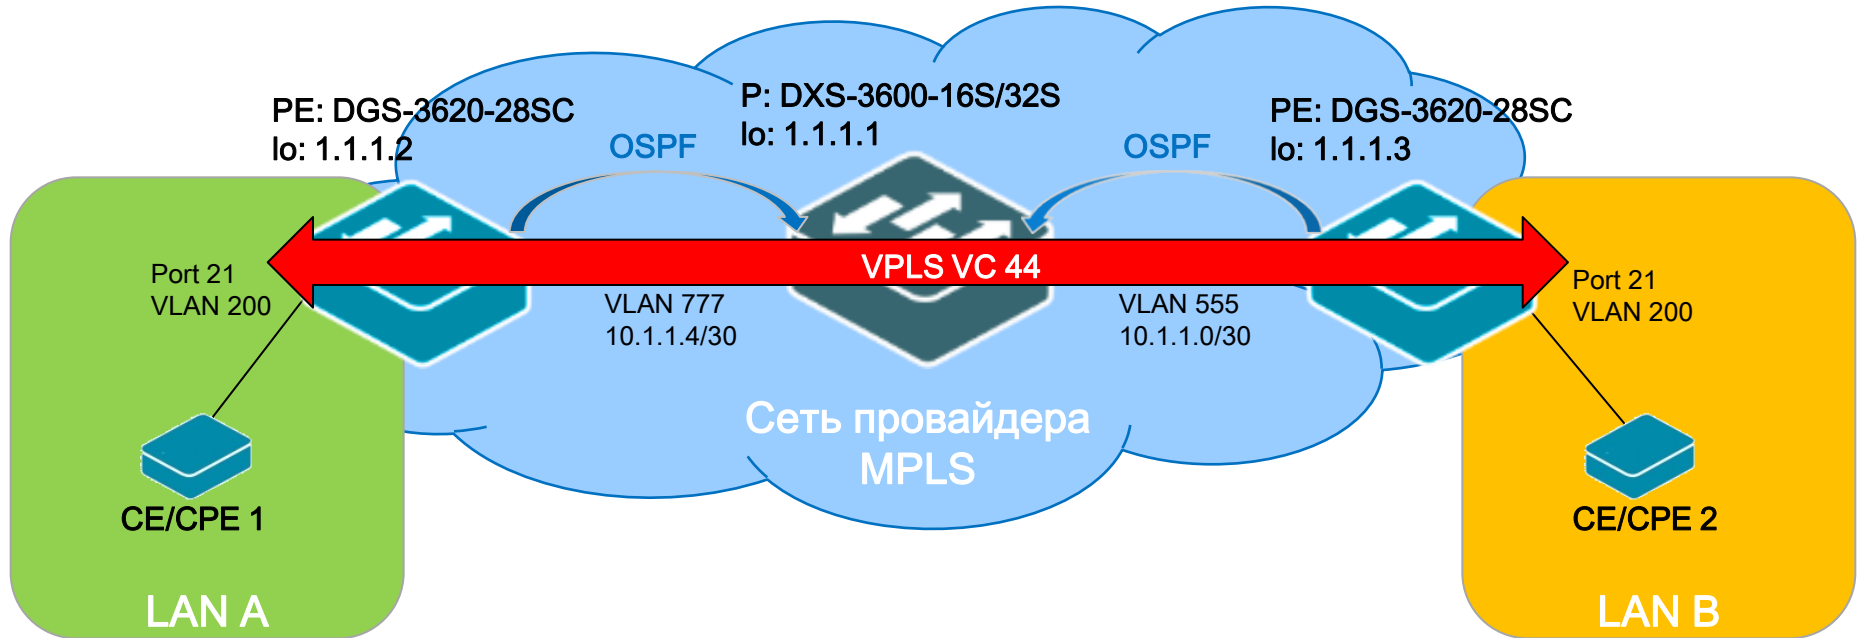 PE: DGS-3620-28SC
lo: 1.1.1.2
P: DXS-3600-16S/32S
lo: 1.1.1.1
PE: DGS-3620-28SC
lo: 1.1.1.3
OSPF
OSPF
VPLS VC 44
Port 21
VLAN 200
VLAN 777
10.1.1.4/30
VLAN 555
10.1.1.0/30
Port 21
VLAN 200
Сеть провайдера
MPLS
CE/CPE 1
CE/CPE 2
LAN A
LAN B